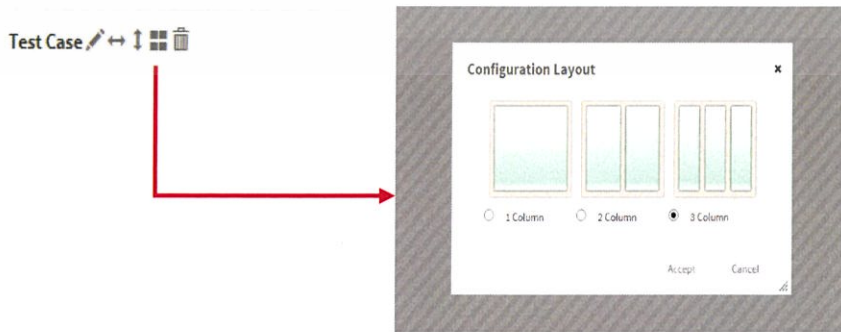 Test Case
Configuration Layout x
1 Column 2 Column 3 Column
Accept Cancel